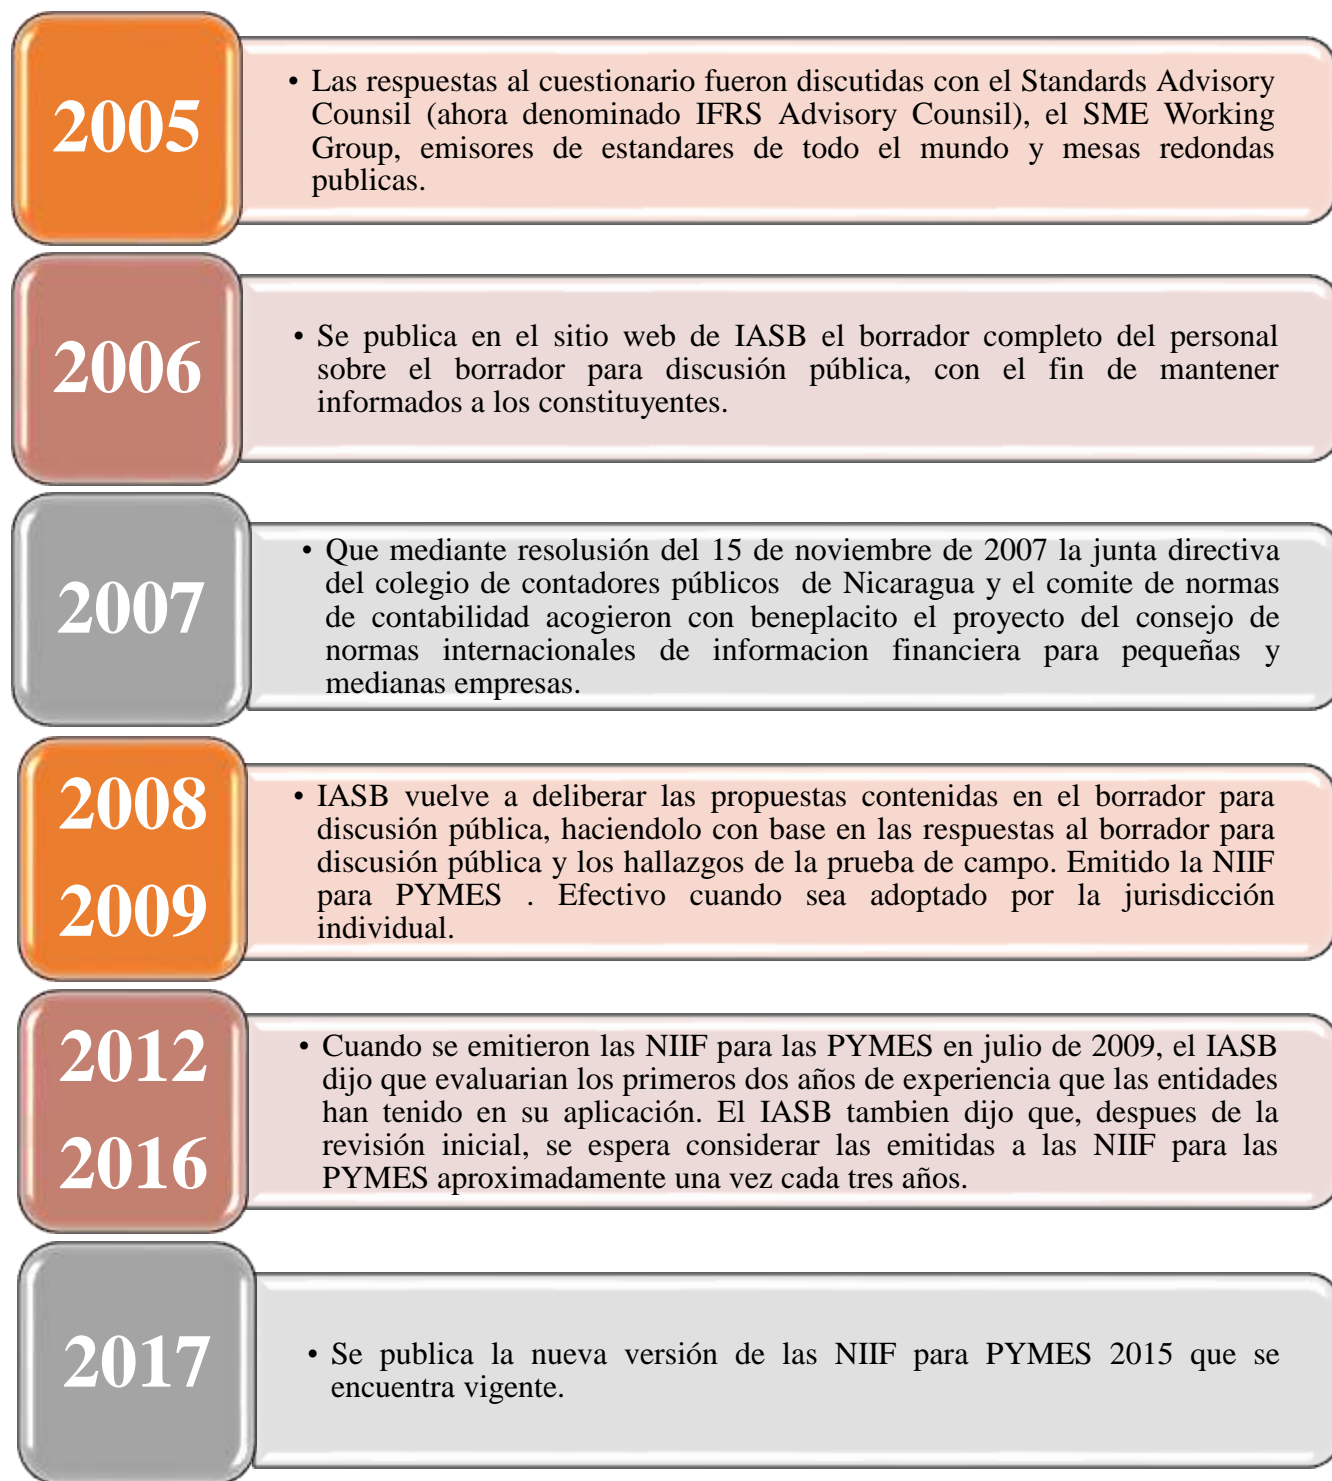 2005
• Las respuestas al cuestionario fueron discutidas con el Standards Advisory
Counsil (ahora denominado IFRS Advisory Counsil), el SME Working
Group, emisores de estandares de todo el mundo y mesas redondas
publicas.
2006
• Se publica en el sitio web de IASB el borrador completo del personal
sobre el borrador para discusión pública, con el fin de mantener
informados a los constituyentes.
2007
• Que mediante resolución del 15 de noviembre de 2007 la junta directiva
del colegio de contadores públicos de Nicaragua y el comite de normas
de contabilidad acogieron con beneplacito el proyecto del consejo de
normas internacionales de informacion financiera para pequeñas y
medianas empresas.
2008
2009
• IASB vuelve a deliberar las propuestas contenidas en el borrador para
discusión pública, haciendolo con base en las respuestas al borrador para
discusión pública y los hallazgos de la prueba de campo. Emitido la NIIF
para PYMES . Efectivo cuando sea adoptado por la jurisdicción
individual.
2012
2016
• Cuando se emitieron las NIIF para las PYMES en julio de 2009, el IASB
dijo que evaluarian los primeros dos años de experiencia que las entidades
han tenido en su aplicación. El IASB tambien dijo que, despues de la
revisión inicial, se espera considerar las emitidas a las NIIF para las
PYMES aproximadamente una vez cada tres años.
2017
• Se publica la nueva versión de las NIIF para PYMES 2015 que se
encuentra vigente.